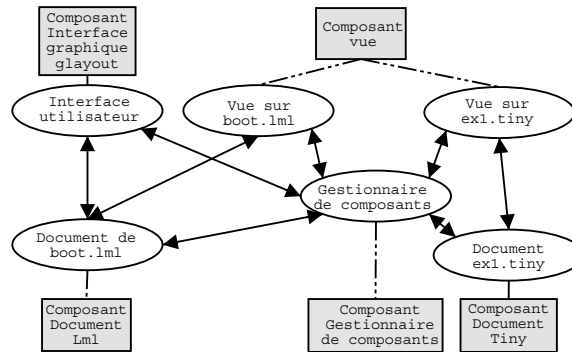 Composant
Interface
graphique
glayout
Composant
vue
Interface
utilisateur
Vue sur
boot.lml
Vue sur
ex1.tiny
Gestionnaire
de composants
Document de
boot.lml
Document
ex1.tiny
Composant
Document
Lml
Composant
Gestionnaire
de composants
Composant
Document
Tiny